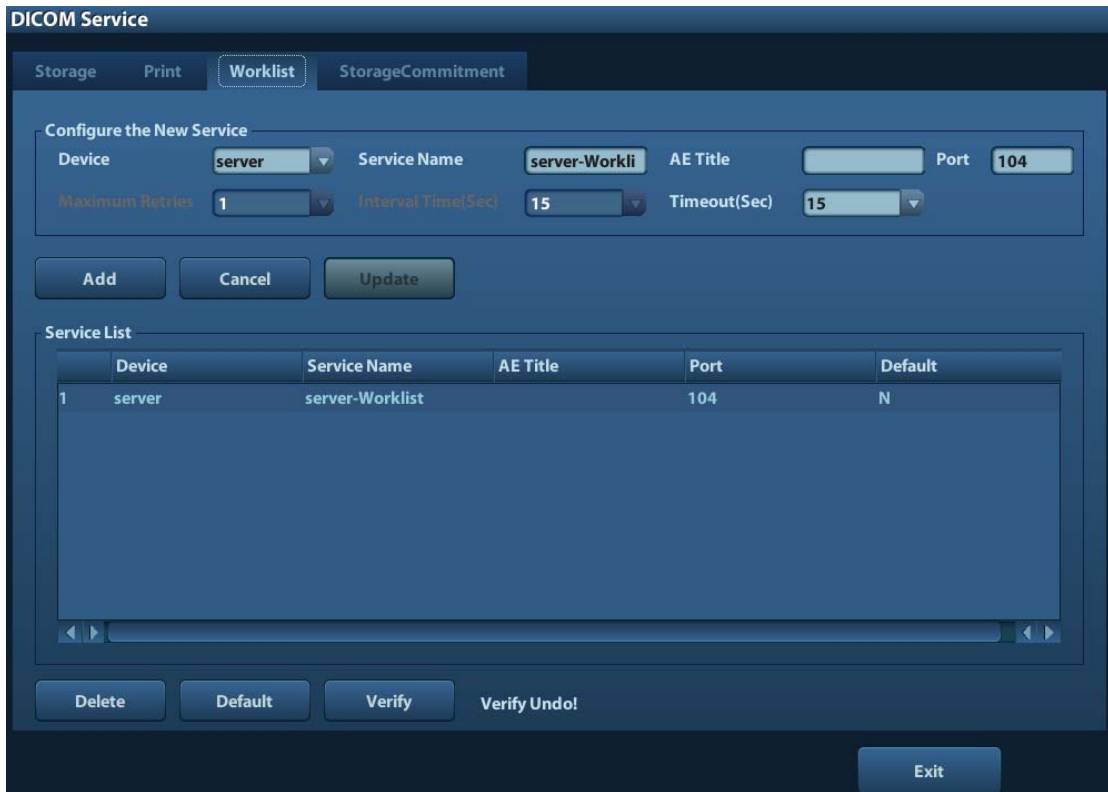 DICOM Service
Storage Print Worklist StorageCommitment
Configure the New Service
Device server Service Name server-Workli AE Title Port 104
Maximum Retries 1 Interval Time(Sec) 15 Timeout(Sec) 15
Add Cancel Update
Service List
Device Service Name AE Title Port Default
1 server server-Worklist 104 N
Delete Default Verify Verify Undo!
Exit